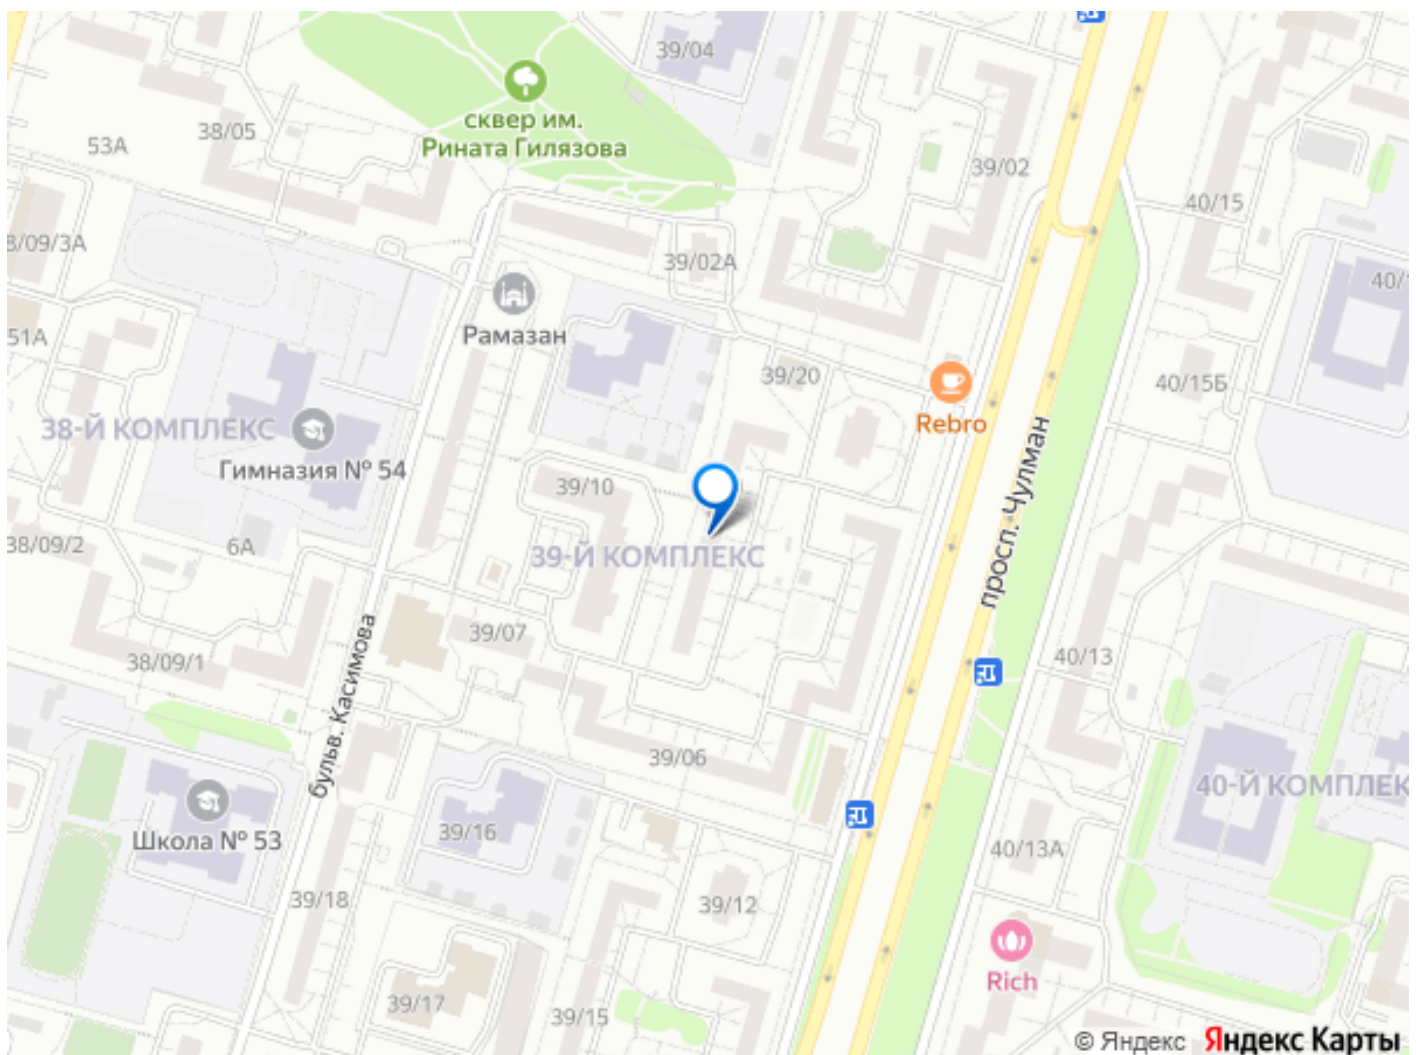 39/04
сквер им.
Рината Гилязова
38/05
53А
39/02
40/15
8/09/3А
39/02А
40/1
Рамазан
51А
39/20
40/15Б
Rebro
38-Й КОМПЛЕКС
Гимназия № 54
просп. Чулман
39/10
38/09/2
6А
39-Й КОМПЛЕКС
бульв. Касимова
39/07
38/09/1
40/13
39/06
40-Й КОМПЛЕК
Школа № 53
39/16
40/13А
39/18
39/12
Rich
39/17
39/15
© Яндекс Яндекс Карты